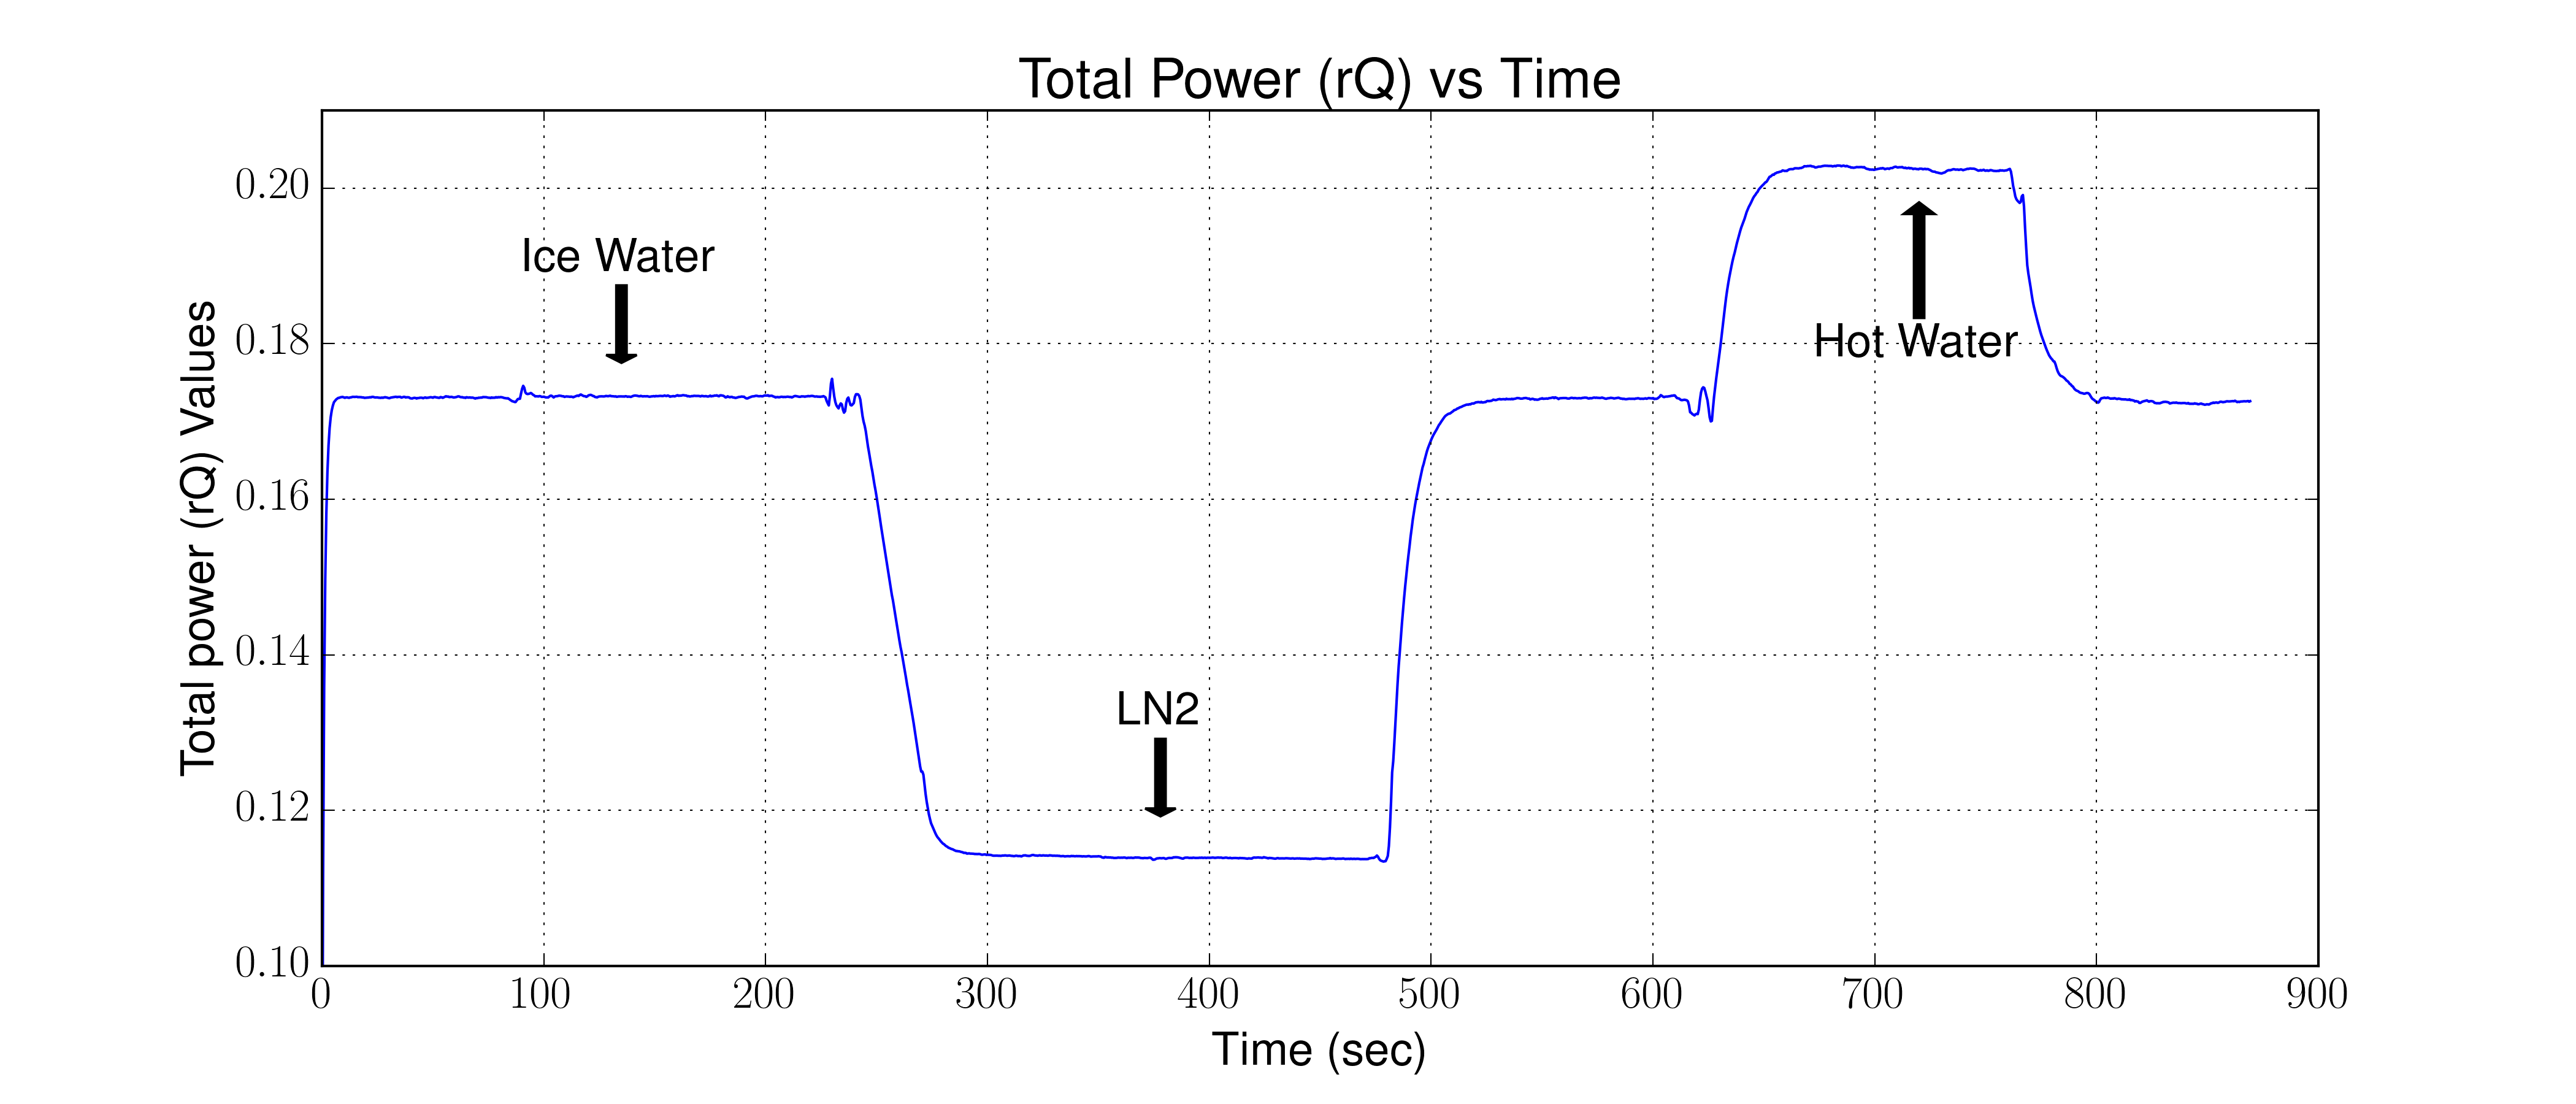 Total Power (rQ) vs Time
Total power (rQ) Values
0.20
0.18
0.16
0.14
0.12
0.10
Ice Water
Hot Water
LN2
0 100 200 300 400 500 600 700 800 900
Time (sec)